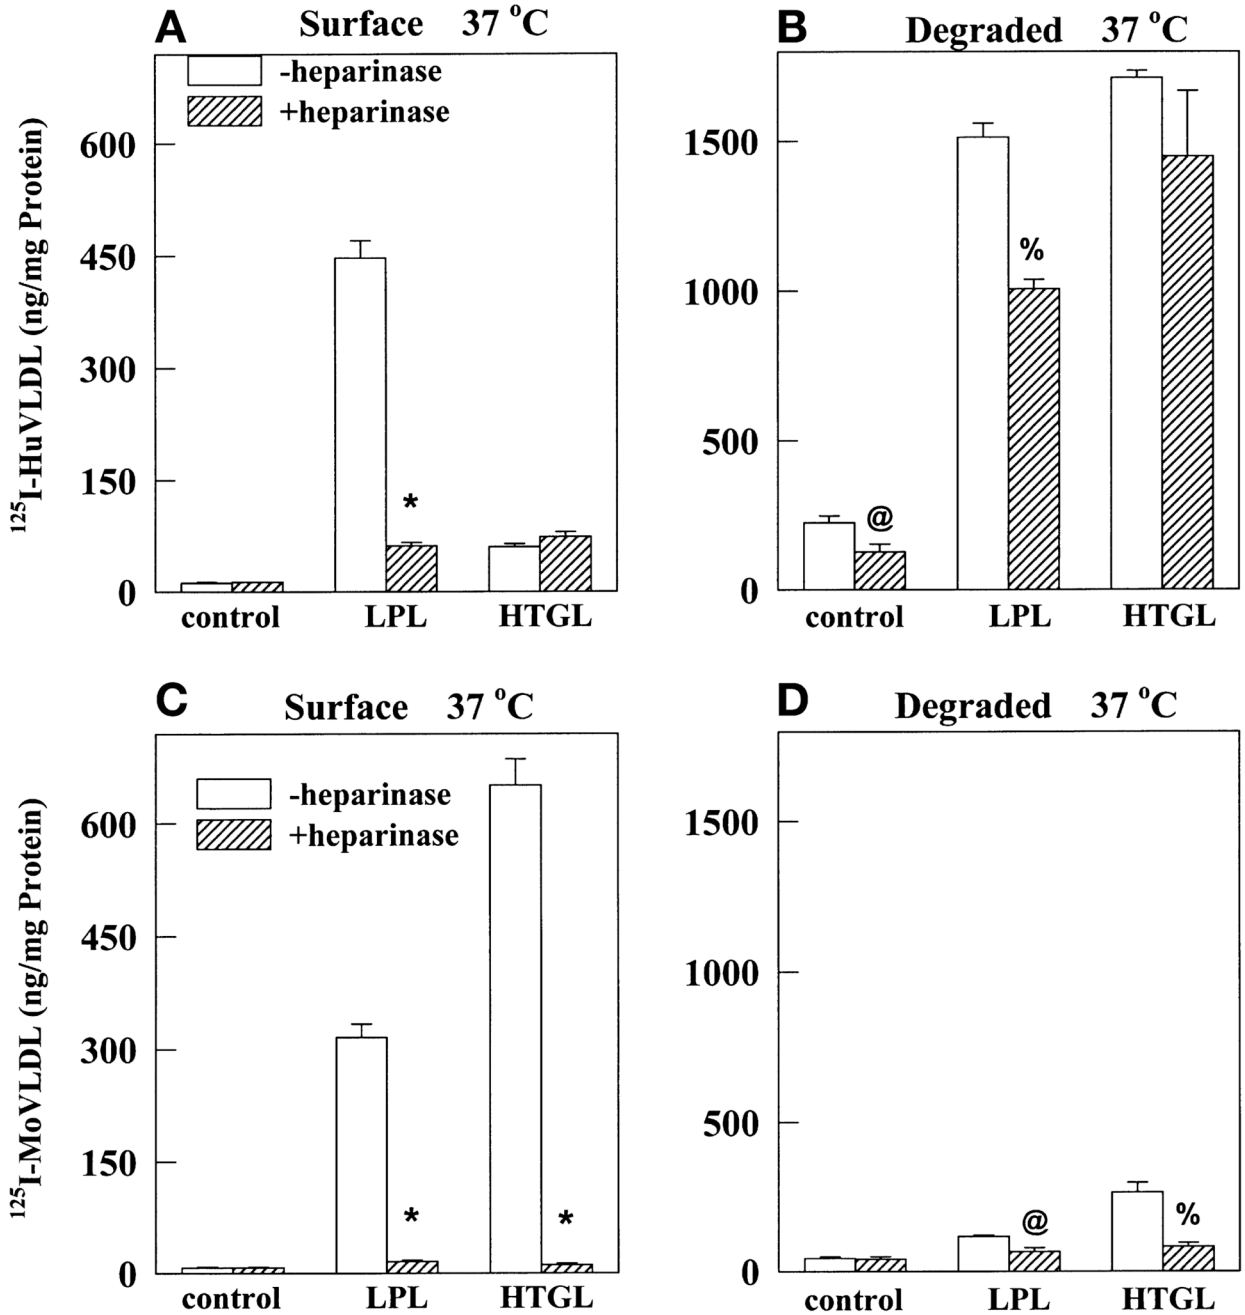 A Surface 37 °C
-heparinase
+heparinase
¹²⁵I-HuVLDL (ng/mg Protein)
600
450
300
150
0
*
control LPL HTGL
B Degraded 37 °C
1500
1000
500
0
@
%
control LPL HTGL
C Surface 37 °C
-heparinase
+heparinase
¹²⁵I-MoVLDL (ng/mg Protein)
600
450
300
150
0
* *
control LPL HTGL
D Degraded 37 °C
1500
1000
500
0
@ %
control LPL HTGL